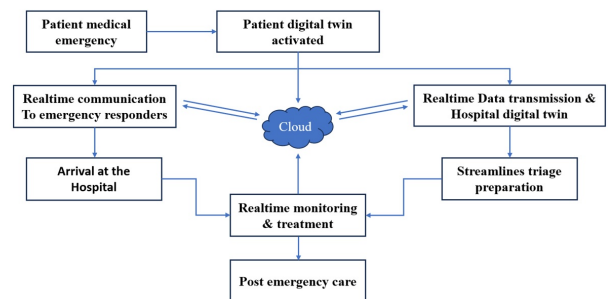 Patient medical
emergency
Patient digital twin
activated
Realtime communication
To emergency responders
Cloud
Realtime Data transmission &
Hospital digital twin
Arrival at the
Hospital
Streamlines triage
preparation
Realtime monitoring
& treatment
Post emergency care